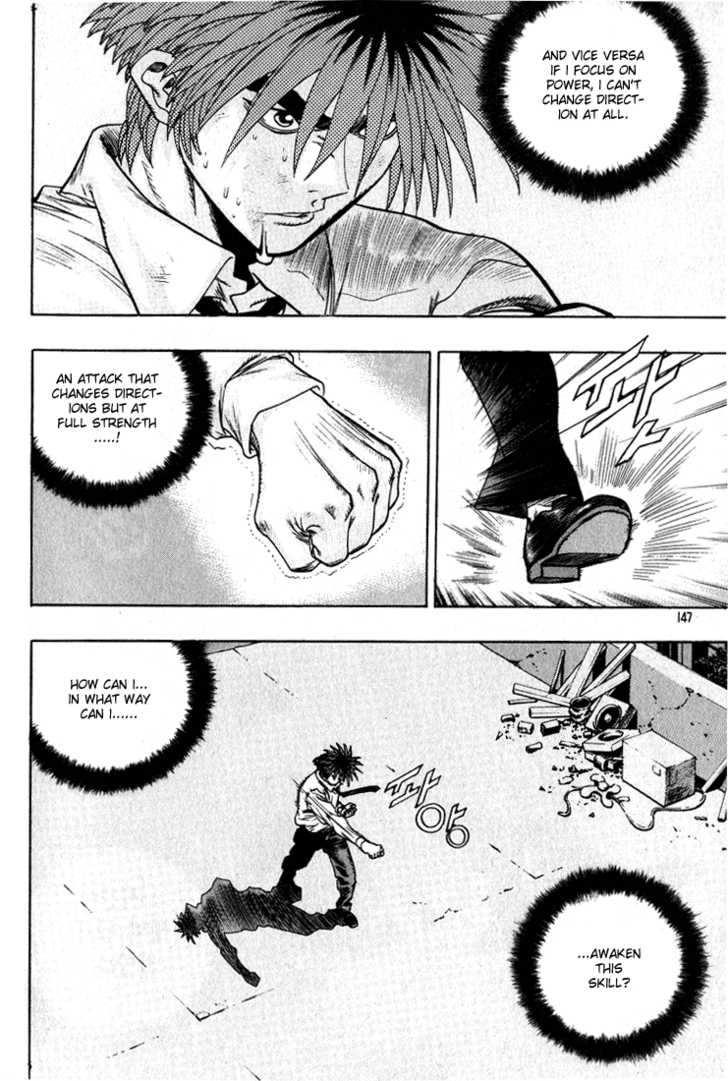 AND VICE VERSA
IF I FOCUS ON
POWER, I CAN'T
CHANGE DIRECT-
ION AT ALL.
AN ATTACK THAT
CHANGES DIRECT-
IONS BUT AT
FULL STRENGTH
.....!
147
HOW CAN I...
IN WHAT WAY
CAN I......
...AWAKEN
THIS
SKILL?